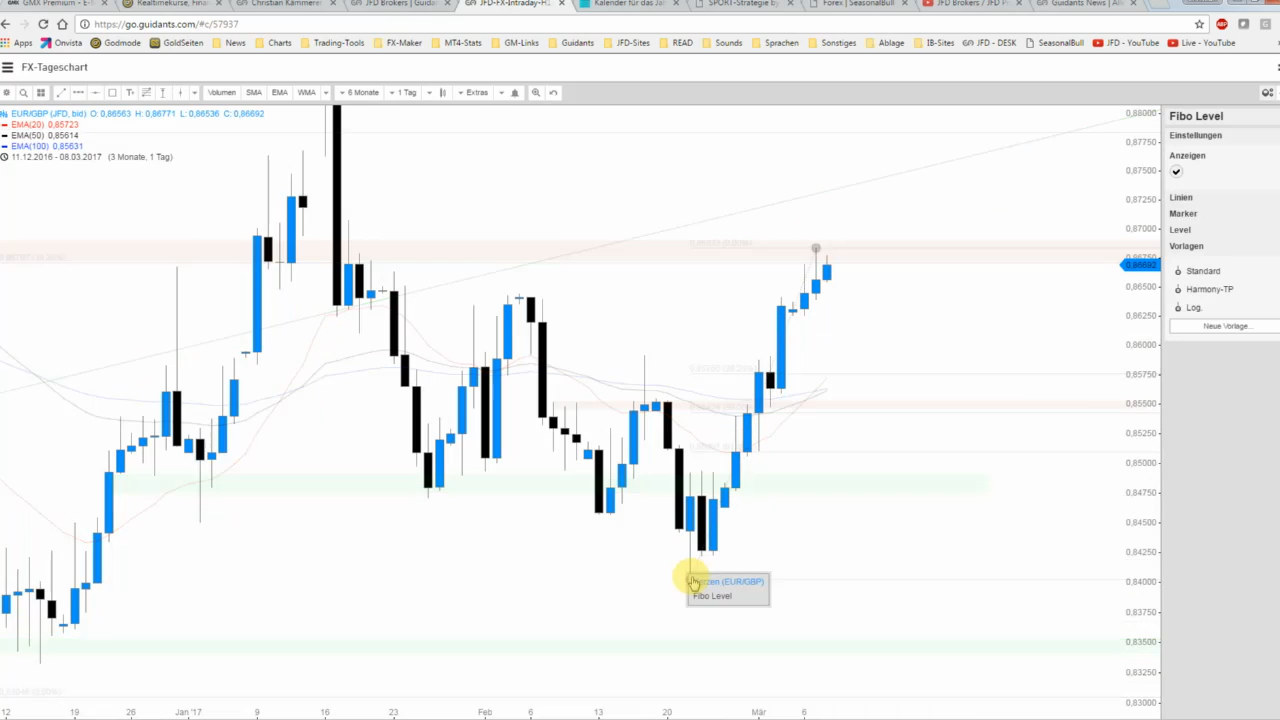 GMX Premium - E-
Realtimekurse, Finan
Christian Kämmerer
JFD Brokers | Guidan
JFD-FX-Intraday-H1
Kalender für das Jah
SPORT-Strategie by
Forex | SeasonalBull
JFD Brokers / JFD
Guidants News | Al
https://go.guidants.com/#c/57937
ABP
Apps Onvista Godmode GoldSeiten News Charts Trading-Tools FX-Maker MT4-Stats GM-Links Guidants JFD-Sites READ Sounds Sprachen Sonstiges Ablage IB-Sites JFD - DESK SeasonalBull JFD - YouTube Live - YouTube
FX-Tageschart
Volumen SMA EMA WMA 6 Monate 1 Tag Extras
EUR/GBP (JFD, bid) O: 0,86563 H: 0,86771 L: 0,86536 C: 0,86692
EMA(20) 0,85723
EMA(50) 0,85614
EMA(100) 0,85631
11.12.2016 - 08.03.2017 (3 Monate, 1 Tag)
0,88000
0,87750
0,87500
0,87250
0,87000
0,86692
0,86500
0,86250
0,86000
0,85750
0,85500
0,85250
0,85000
0,84750
0,84500
0,84250
0,84000
0,83750
0,83500
0,83250
0,83000
Kerzen (EUR/GBP)
Fibo Level
12 19 26 Jan '17 9 16 23 Feb 6 13 20 Mär 6
Fibo Level
Einstellungen
Anzeigen
Linien
Marker
Level
Vorlagen
Standard
Harmony-TP
Log.
Neue Vorlage...